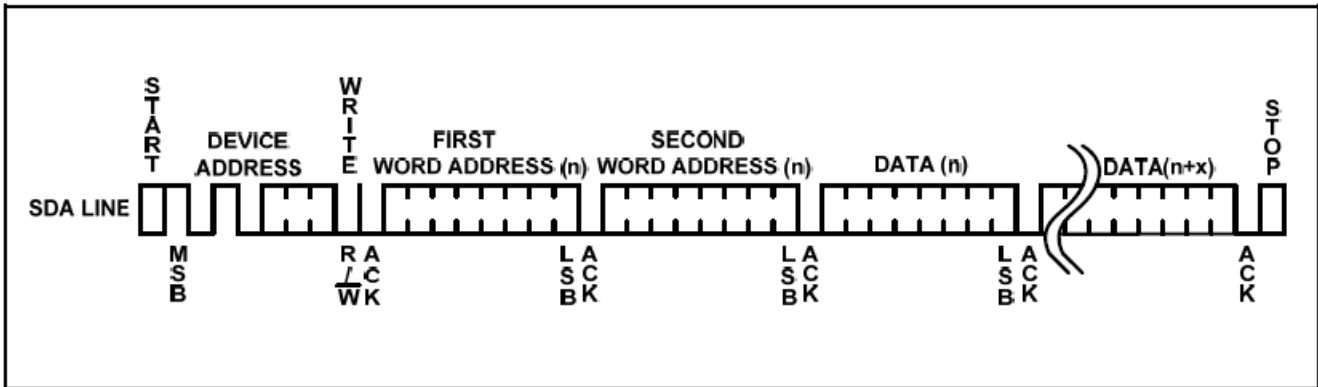 START
WRITE
STOP
DEVICE
ADDRESS
FIRST
WORD ADDRESS (n)
SECOND
WORD ADDRESS (n)
DATA (n)
DATA(n+x)
SDA LINE
MSB
R/W
ACK
LSB
ACK
LSB
ACK
LSB
ACK
ACK